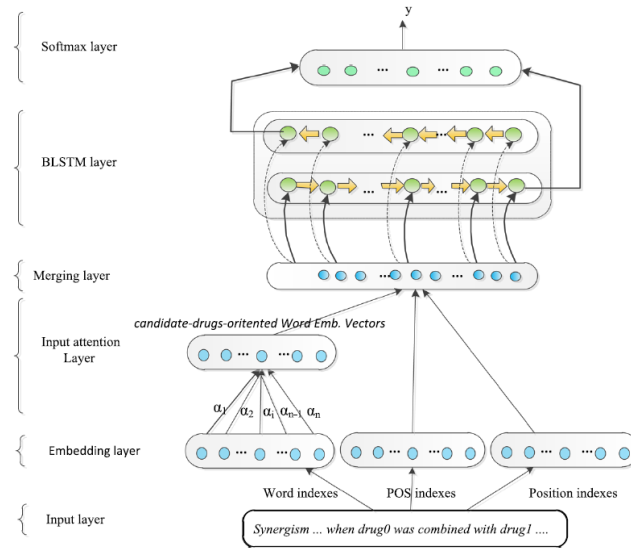 y
Softmax layer
...
...
BLSTM layer
...
...
...
...
Merging layer
...
...
candidate-drugs-oritented Word Emb. Vectors
Input attention
Layer
...
...
α1 α2 αi αn-1 αn
Embedding layer
...
...
...
...
...
...
Word indexes POS indexes Position indexes
Input layer
Synergism ... when drug0 was combined with drug1 ....